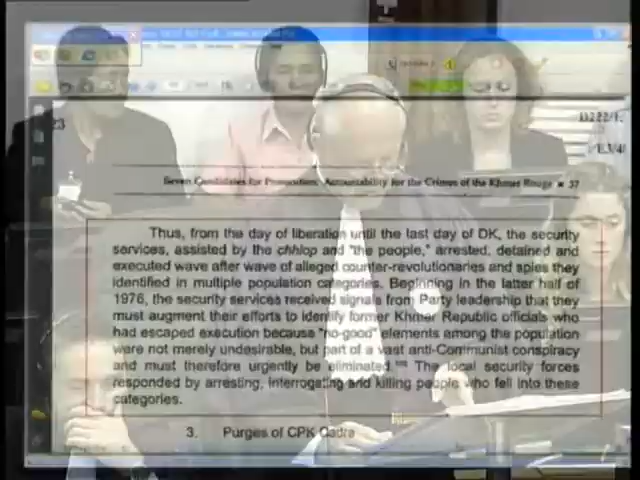 Seven Candidates for Prosecution: Accountability for the Crimes of the Khmer Rouge ■ 37
Thus, from the day of liberation until the last day of DK, the security
services, assisted by the chhlop and "the people," arrested, detained and
executed wave after wave of alleged counter-revolutionaries and spies they
identified in multiple population categories. Beginning in the latter half of
1976, the security services received signals from Party leadership that they
must augment their efforts to identify former Khmer Republic officials who
had escaped execution because "no-good" elements among the population
were not merely undesirable, but part of a vast anti-Communist conspiracy
and must therefore urgently be eliminated. The local security forces
responded by arresting, interrogating and killing people who fell into these
categories.
3. Purges of CPK Cadre